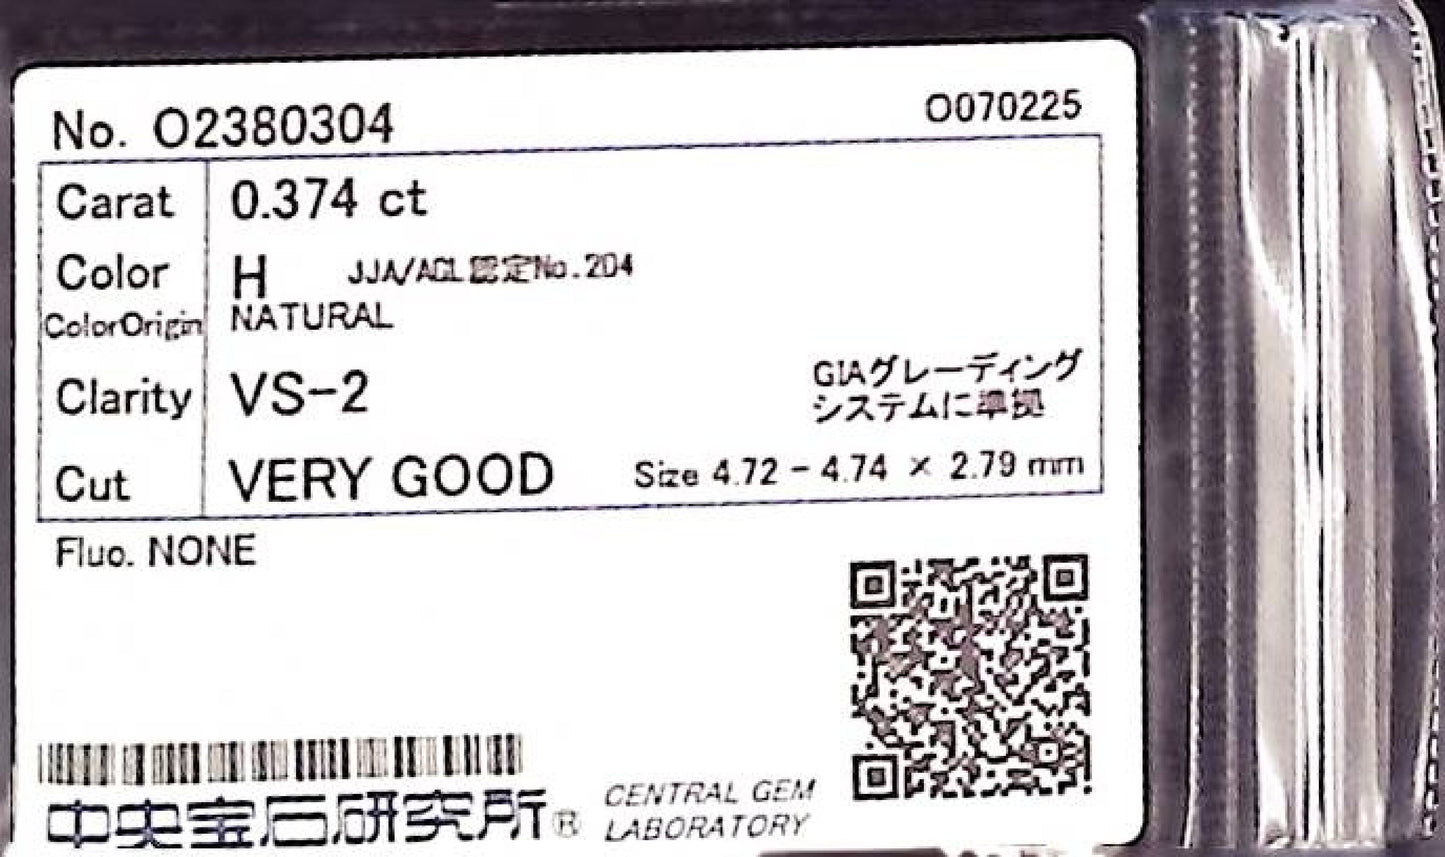 No. O2380304 O070225
Carat 0.374 ct
Color H JJA/AGL認定No.204
ColorOrigin NATURAL
Clarity VS-2
GIAグレーディング
システムに準拠
Cut VERY GOOD Size 4.72 - 4.74 × 2.79 mm
Fluo. NONE
中央宝石研究所® CENTRAL GEM
LABORATORY